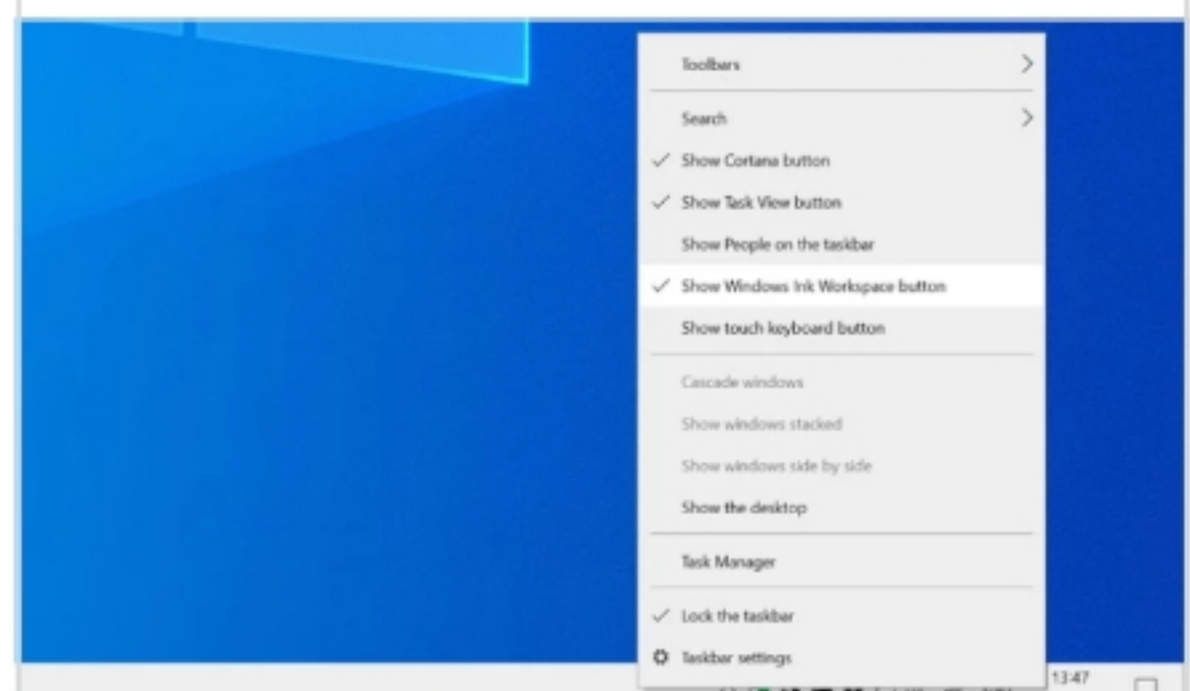 Toolbars
Search
Show Cortana button
Show Task View button
Show People on the taskbar
Show Windows Ink Workspace button
Show touch keyboard button
Cascade windows
Show windows stacked
Show windows side by side
Show the desktop
Task Manager
Lock the taskbar
Taskbar settings
13:47